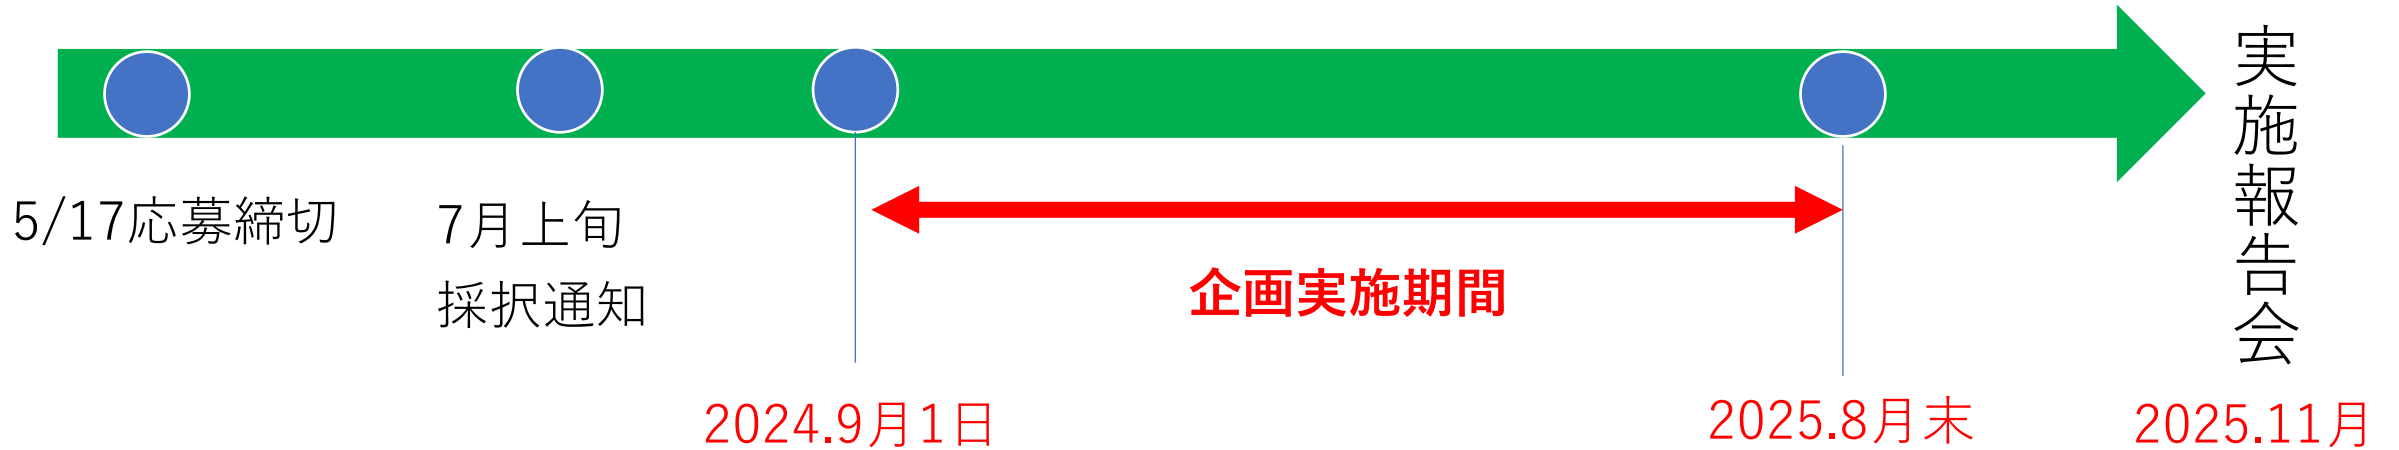 5/17応募締切
7月上旬
採択通知
企画実施期間
2024.9月1日
2025.8月末
実施報告会
2025.11月